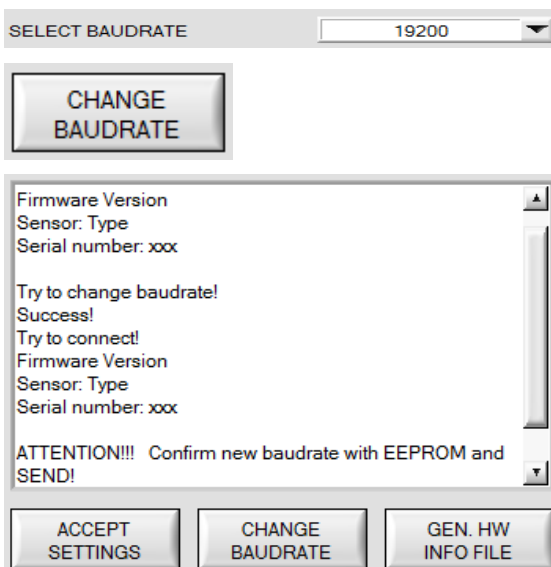 SELECT BAUDRATE 19200
CHANGE
BAUDRATE
Firmware Version
Sensor: Type
Serial number: xxx
Try to change baudrate!
Success!
Try to connect!
Firmware Version
Sensor: Type
Serial number: xxx
ATTENTION!!! Confirm new baudrate with EEPROM and
SEND!
ACCEPT
SETTINGS
CHANGE
BAUDRATE
GEN. HW
INFO FILE